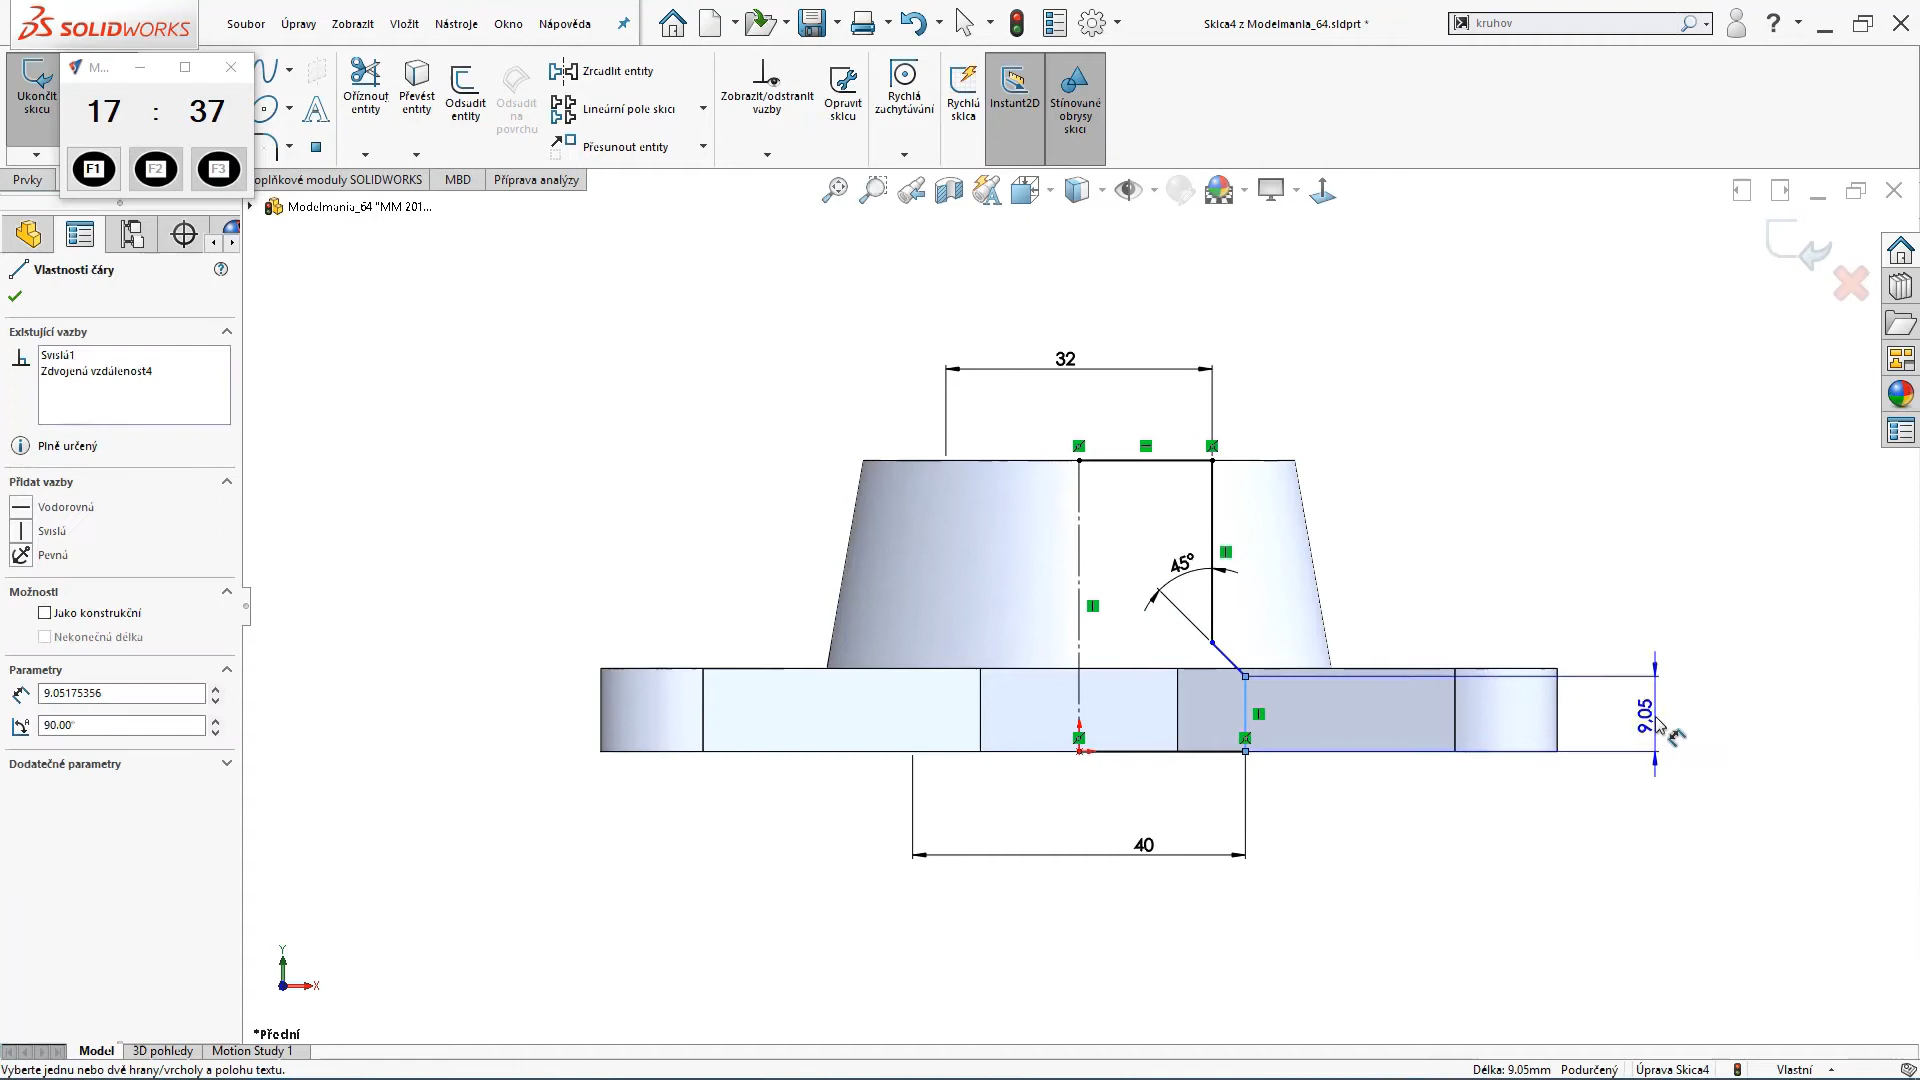 SOLIDWORKS
Soubor
Úpravy
Zobrazit
Vložit
Nástroje
Okno
Nápověda
Skica4 z Modelmania_64.sldprt *
kruhov
Ukončit skicu
M...
17 : 37
F1
F2
F3
Oříznout entity
Převést entity
Odsadit entity
Odsadit na povrchu
Zrcadlit entity
Lineární pole skici
Přesunout entity
Zobrazit/odstranit vazby
Opravit skicu
Rychlá zachytávání
Rychlá skica
Instant2D
Stínované obrysy skici
Prvky
oplňkové moduly SOLIDWORKS
MBD
Příprava analýzy
Modelmania_64 "MM 201...
Vlastnosti čáry
Existující vazby
Svislá1
Zdvojená vzdálenost4
Plně určený
Přidat vazby
Vodorovná
Svislá
Pevná
Možnosti
Jako konstrukční
Nekonečná délka
Parametry
9.05175356
90.00°
Dodatečné parametry
32
45°
9,05
40
Y
X
*Přední
Model
3D pohledy
Motion Study 1
Vyberte jednu nebo dvě hrany/vrcholy a polohu textu.
Délka: 9.05mm
Podurčený
Úprava Skica4
Vlastní